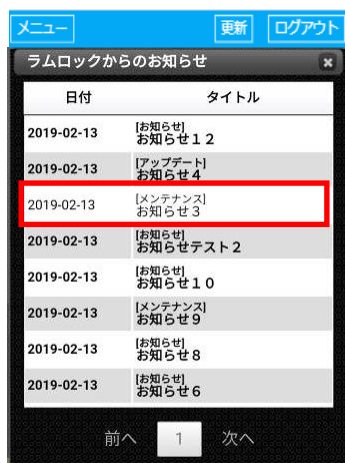 メニュー 更新 ログアウト
ラムロックからのお知らせ
日付 タイトル
2019-02-13 [お知らせ]
お知らせ１２
2019-02-13 [アップデート]
お知らせ４
2019-02-13 [メンテナンス]
お知らせ３
2019-02-13 [お知らせ]
お知らせテスト２
2019-02-13 [お知らせ]
お知らせ１０
2019-02-13 [メンテナンス]
お知らせ９
2019-02-13 [お知らせ]
お知らせ８
2019-02-13 [お知らせ]
お知らせ６
前へ 1 次へ